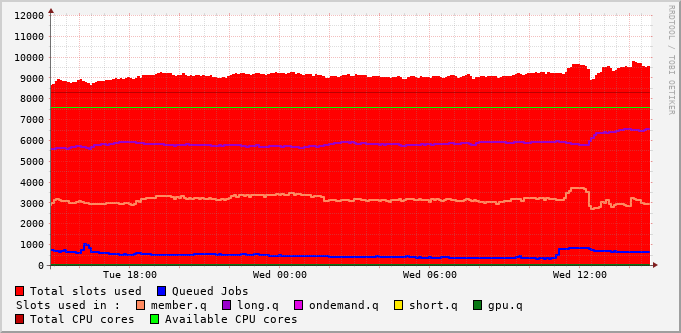 12000
11000
10000
9000
8000
7000
6000
5000
4000
3000
2000
1000
0
Tue 18:00 Wed 00:00 Wed 06:00 Wed 12:00
RRDTOOL / TOBI OETIKER
Total slots used Queued Jobs
Slots used in : member.q long.q ondemand.q short.q gpu.q
Total CPU cores Available CPU cores